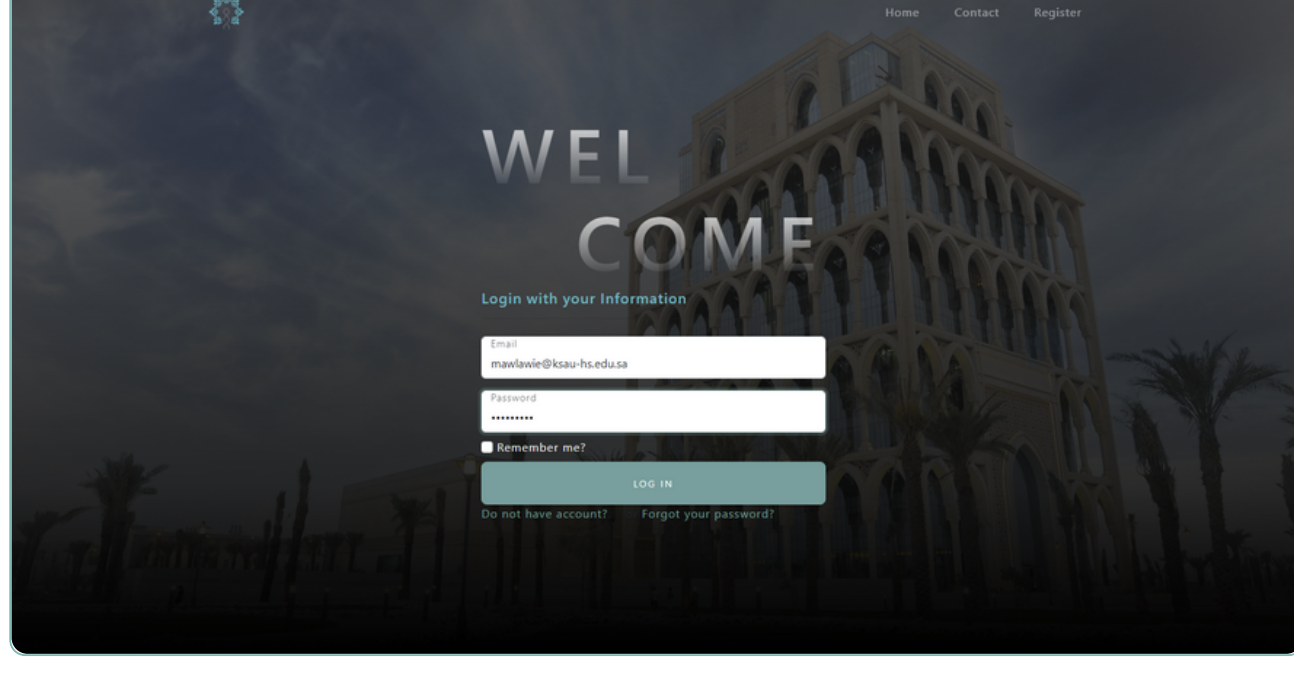 Home Contact Register
WEL
COME
Login with your Information
Email
mawlawie@ksau-hs.edu.sa
Password
•••••••••
Remember me?
LOG IN
Do not have account? Forgot your password?